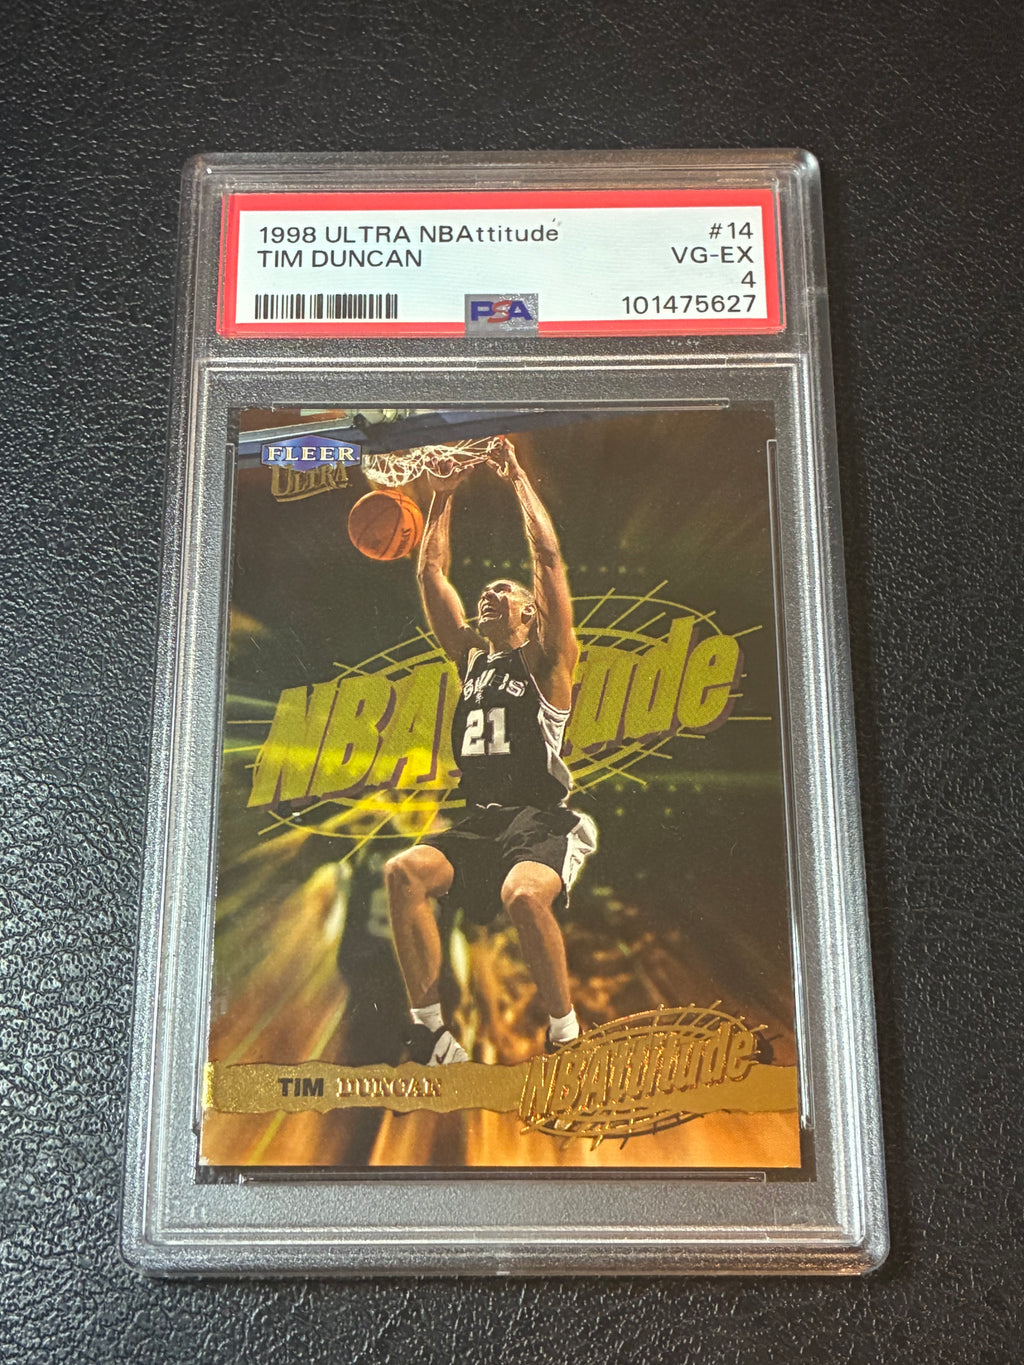 1998 ULTRA NBAttitude #14
TIM DUNCAN VG-EX
4
PSA 101475627
FLEER
ULTRA
NBAttitude
SPURS
21
TIM DUNCAN
NBAttitude